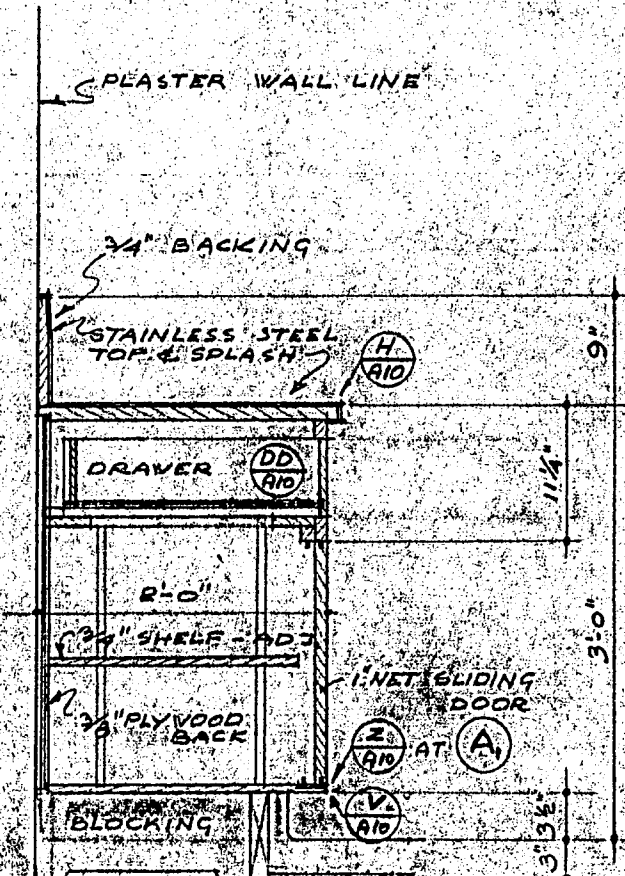 PLASTER WALL LINE
3/4" BACKING
STAINLESS STEEL
TOP & SPLASH
H
A10
9"
DRAWER
DD
A10
11 1/4"
2'-0"
3'-0"
3/4" SHELF - ADJ
1" NET SLIDING
DOOR
PLYWOOD
BACK
Z
A10
AT
A1
V
A10
BLOCKING
3 1/2"
3"